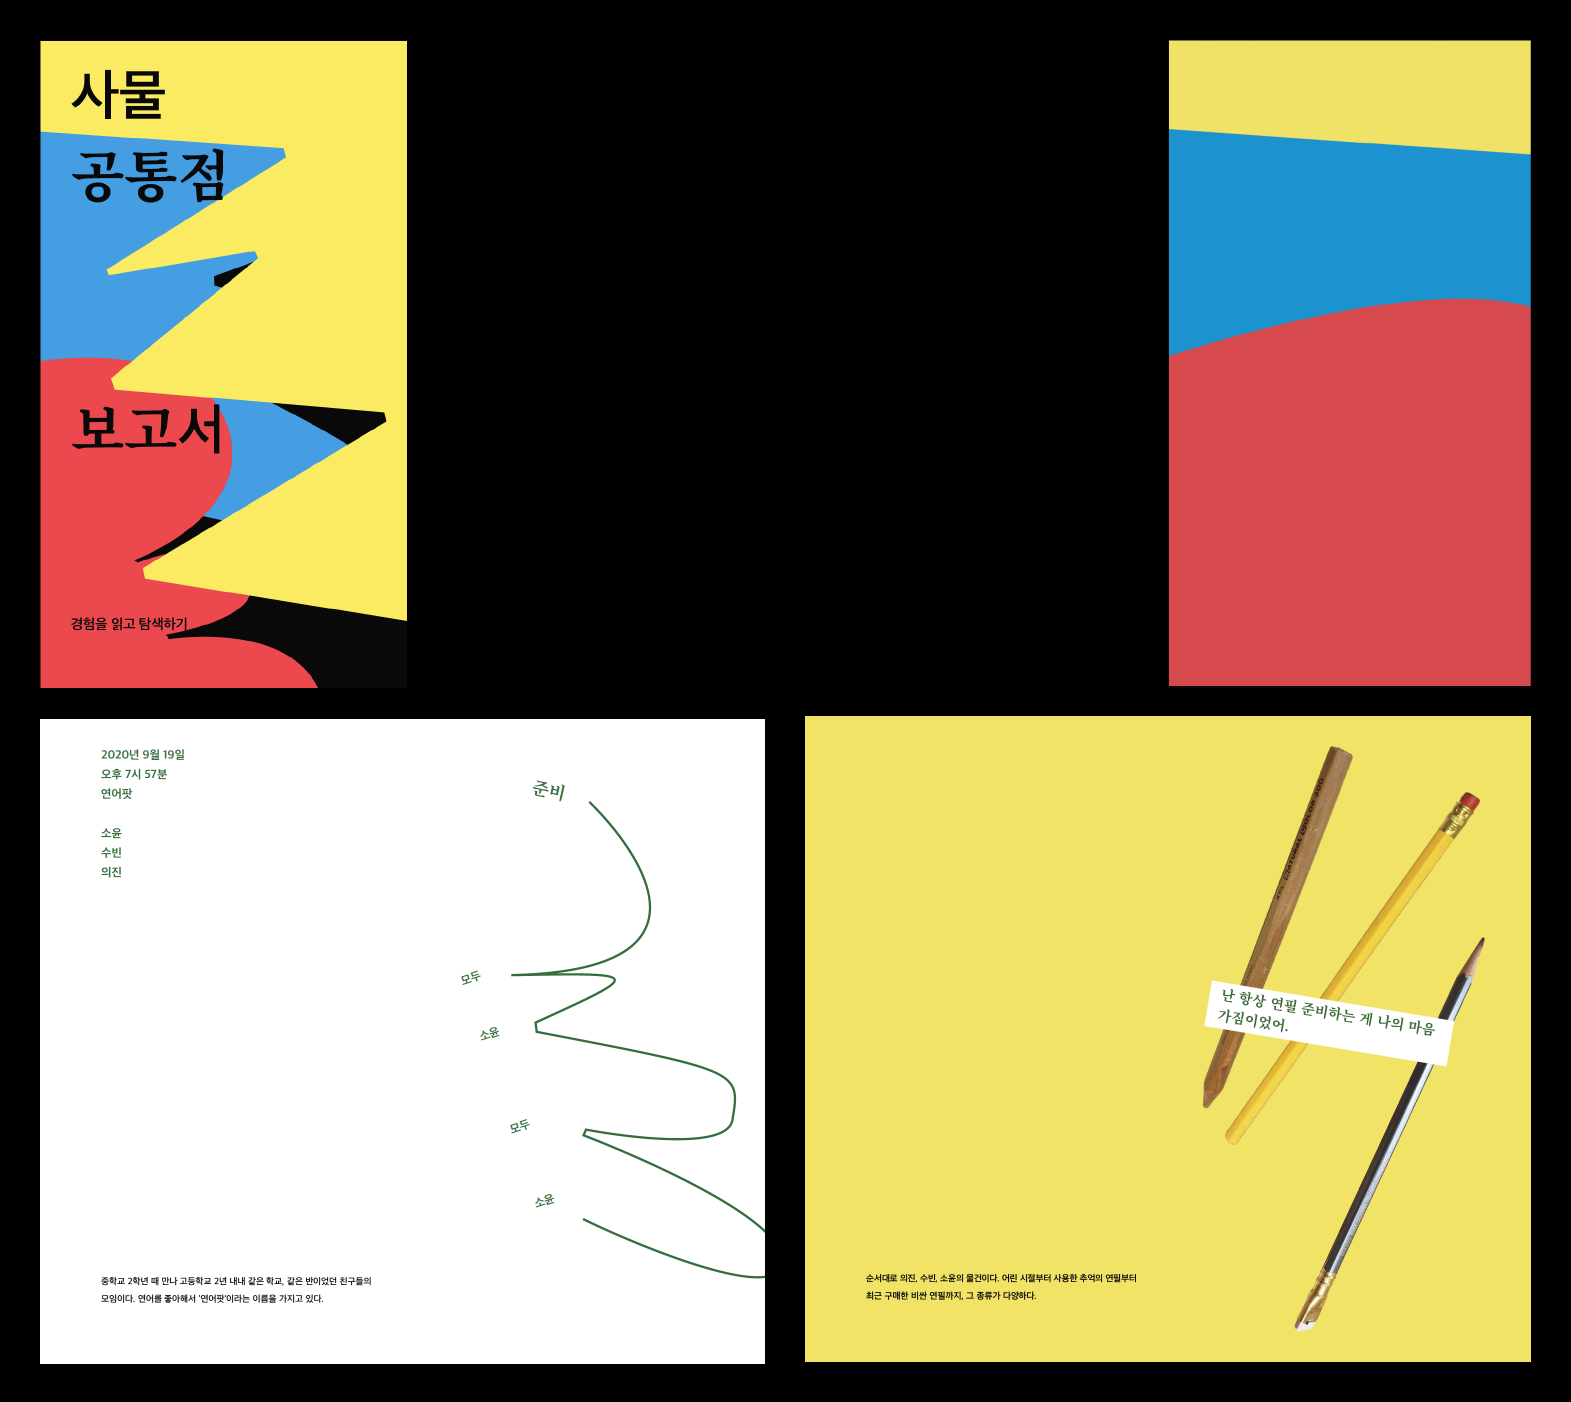 사물
공통점
보고서
경험을 읽고 탐색하기
2020년 9월 19일
오후 7시 57분
연어팟
소윤
수빈
의진
준비
모두
소윤
모두
소윤
중학교 2학년 때 만나 고등학교 2년 내내 같은 학교, 같은 반이었던 친구들의
모임이다. 연어를 좋아해서 '연어팟'이라는 이름을 가지고 있다.
난 항상 연필 준비하는 게 나의 마음
가짐이었어.
순서대로 의진, 수빈, 소윤의 물건이다. 어린 시절부터 사용한 추억의 연필부터
최근 구매한 비싼 연필까지, 그 종류가 다양하다.